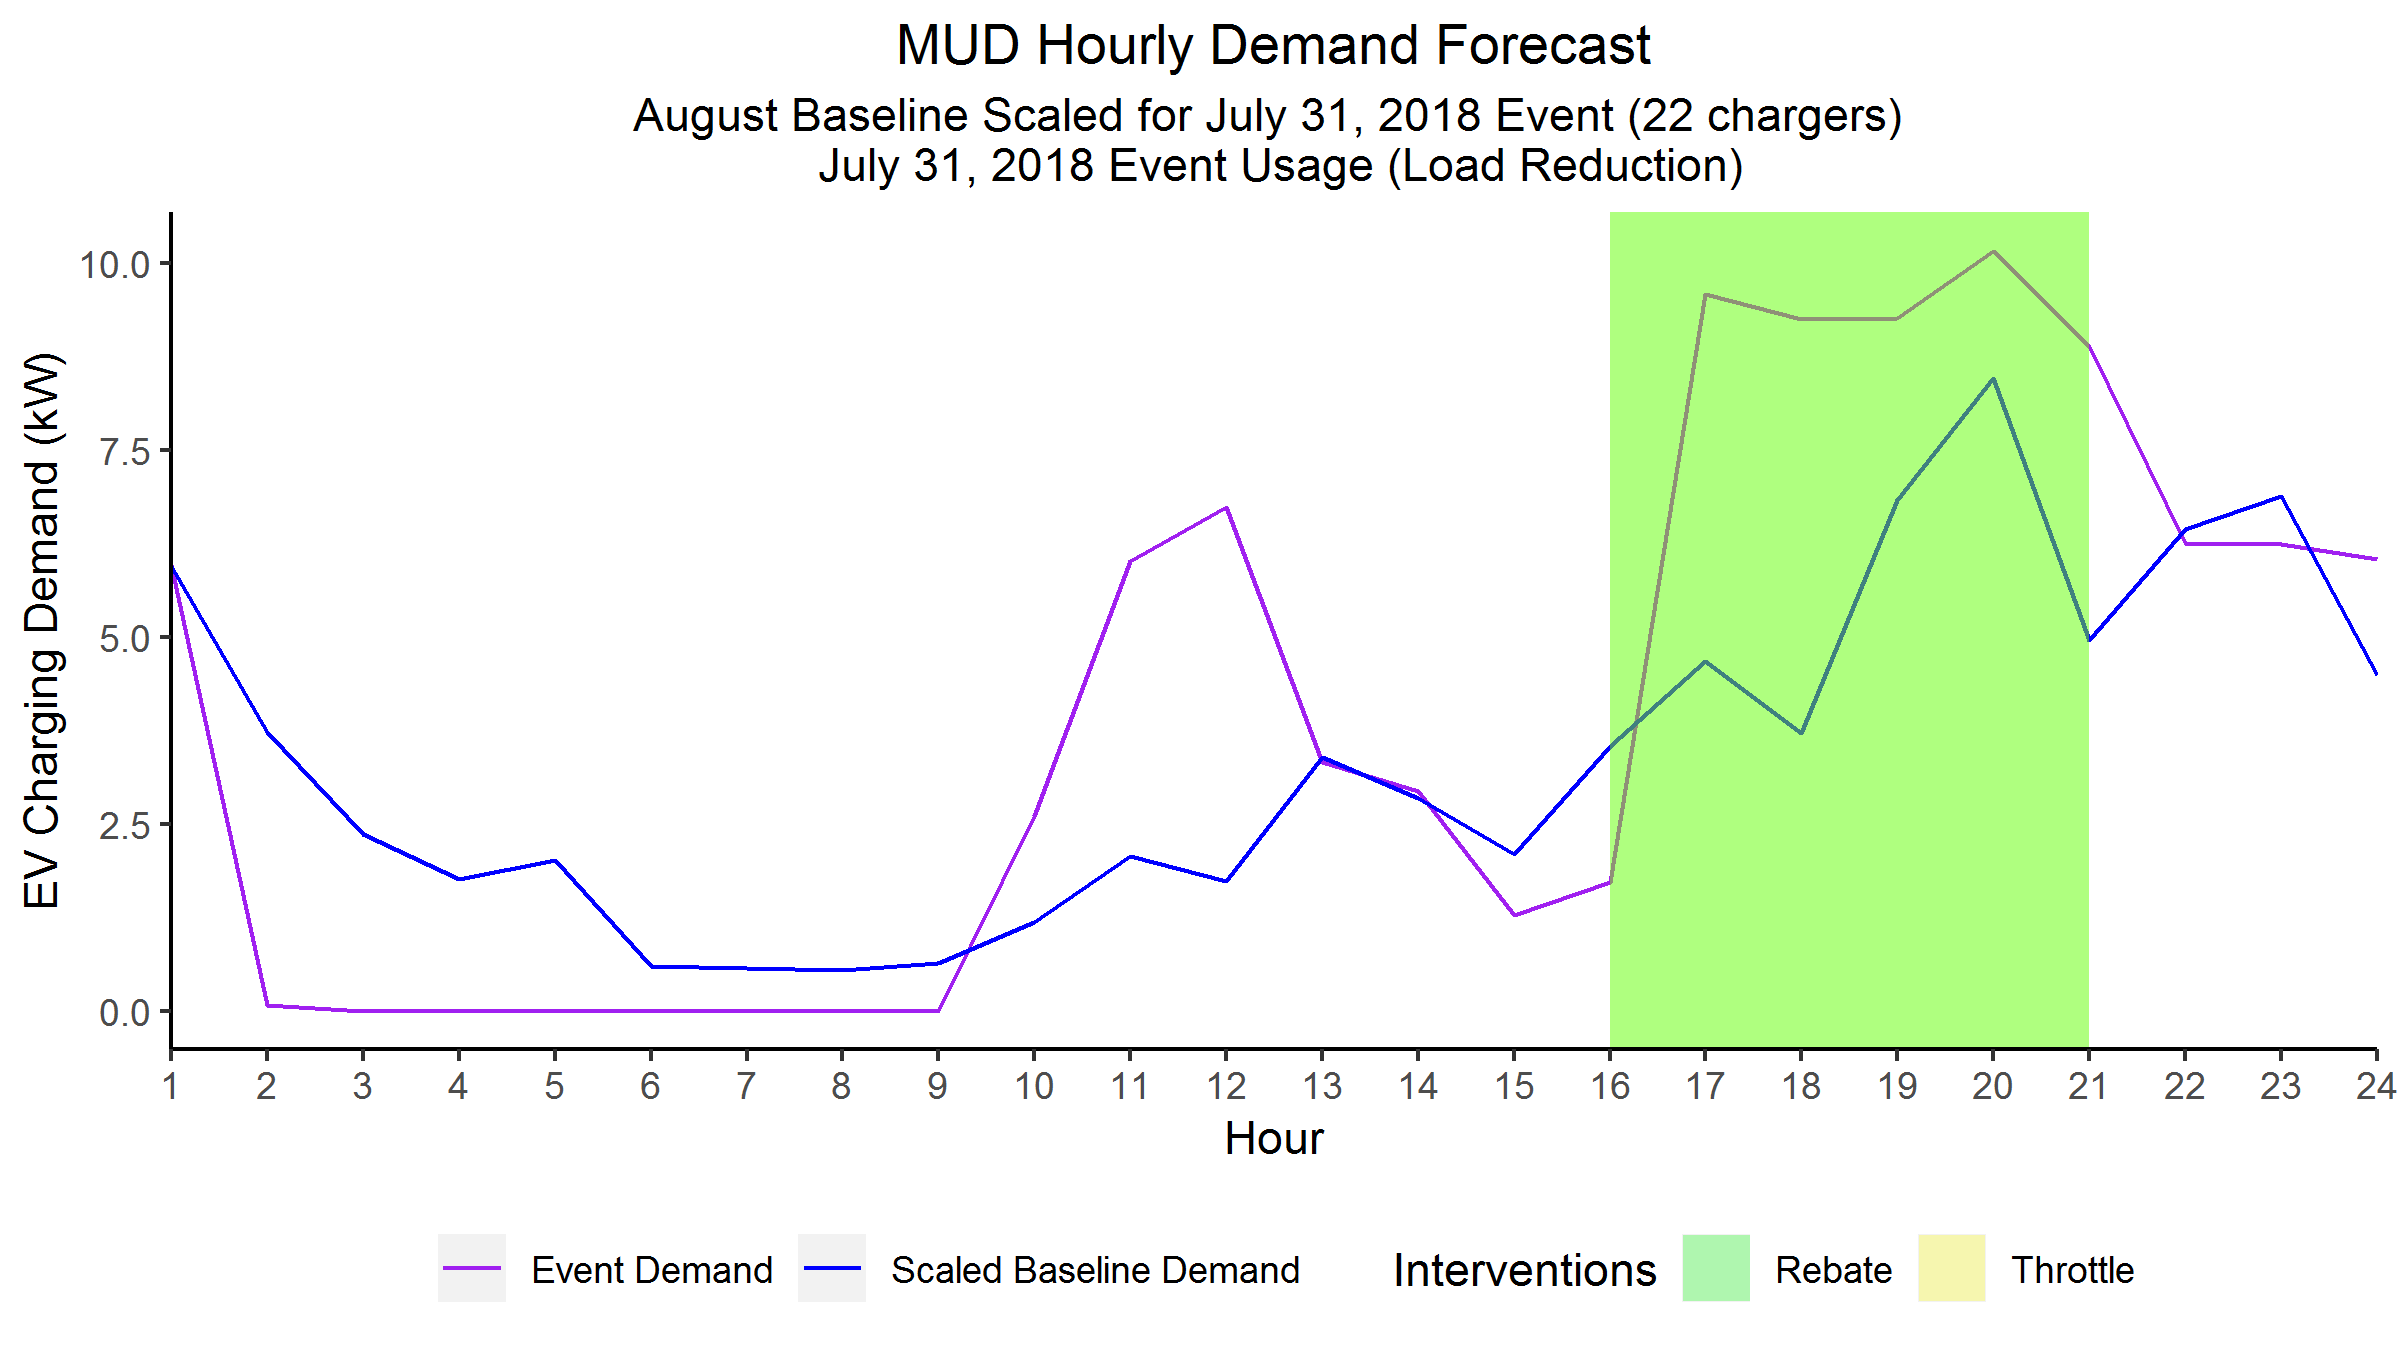 MUD Hourly Demand Forecast
August Baseline Scaled for July 31, 2018 Event (22 chargers)
July 31, 2018 Event Usage (Load Reduction)
EV Charging Demand (kW)
10.0
7.5
5.0
2.5
0.0
1 2 3 4 5 6 7 8 9 10 11 12 13 14 15 16 17 18 19 20 21 22 23 24
Hour
Event Demand Scaled Baseline Demand Interventions Rebate Throttle